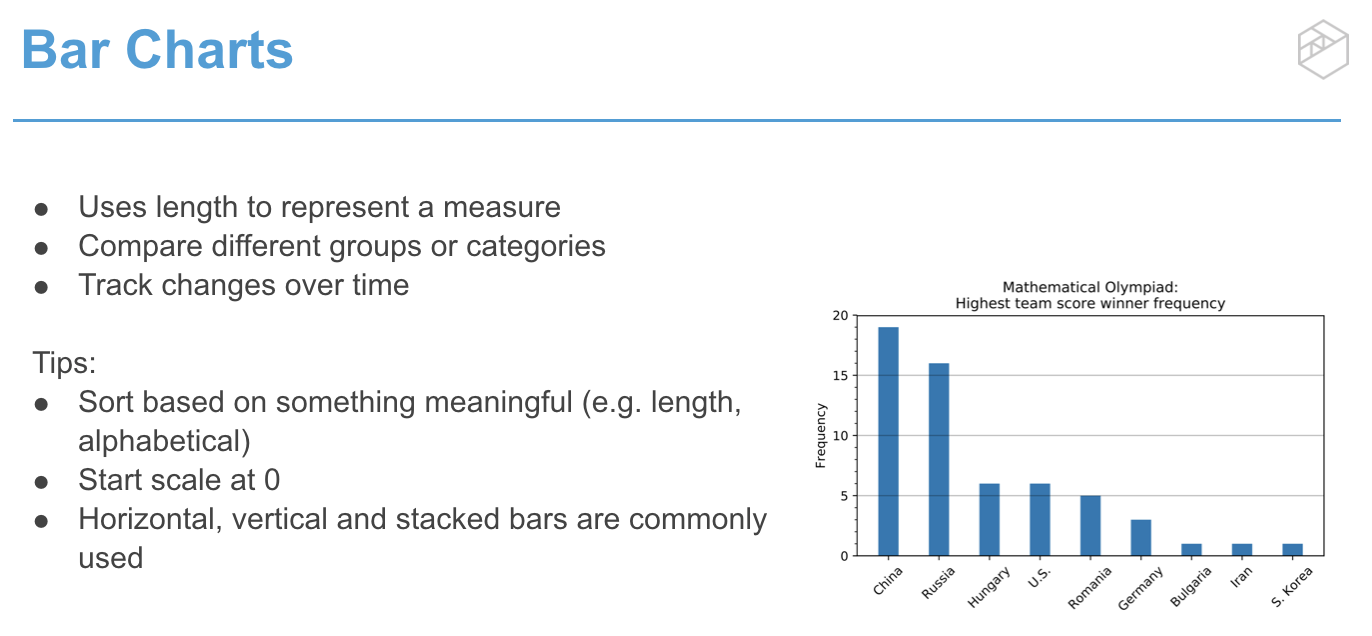 Bar Charts
● Uses length to represent a measure
● Compare different groups or categories
● Track changes over time
Tips:
● Sort based on something meaningful (e.g. length,
alphabetical)
● Start scale at 0
● Horizontal, vertical and stacked bars are commonly
used
Mathematical Olympiad:
Highest team score winner frequency
Frequency
20
15
10
5
0
China
Russia
Hungary
U.S.
Romania
Germany
Bulgaria
Iran
S. Korea